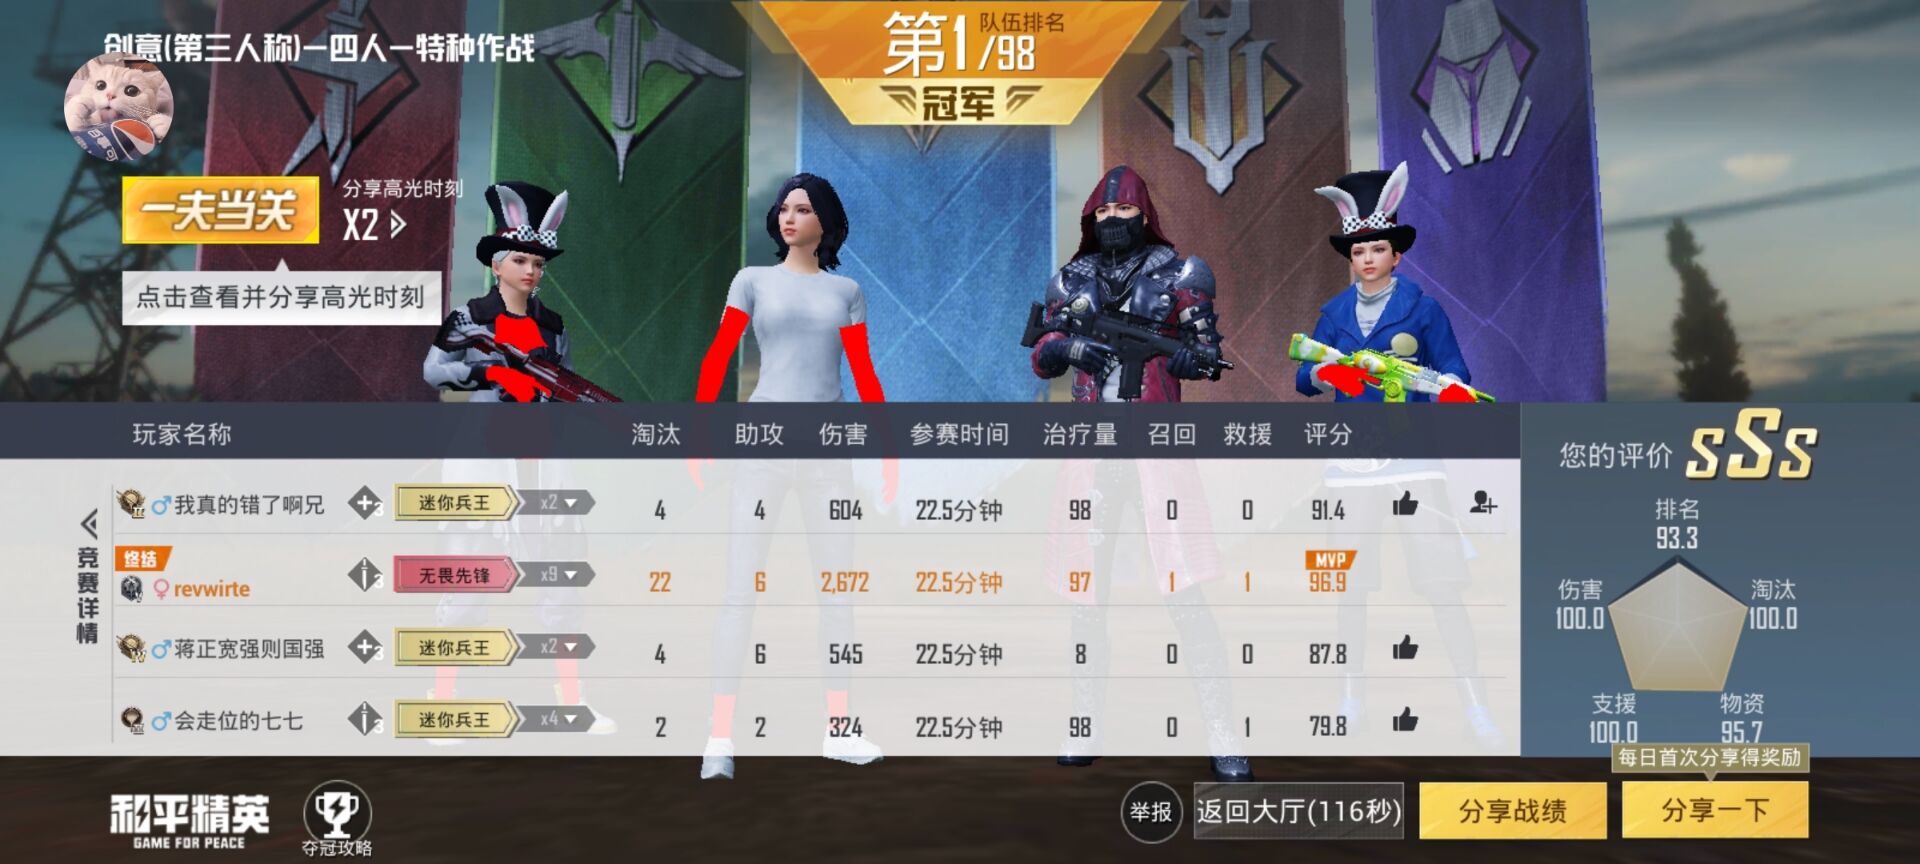 创意(第三人称)—四人—特种作战
队伍排名
第1/98
冠军
一夫当关
分享高光时刻
X2
点击查看并分享高光时刻
玩家名称 淘汰 助攻 伤害 参赛时间 治疗量 召回 救援 评分
我真的错了啊兄 3 迷你兵王 x2 4 4 604 22.5分钟 98 0 0 91.4
终结 MVP
revwirte 3 无畏先锋 x9 22 6 2,672 22.5分钟 97 1 1 96.9
蒋正宽强则国强 3 迷你兵王 x2 4 6 545 22.5分钟 8 0 0 87.8
会走位的七七 3 迷你兵王 x4 2 2 324 22.5分钟 98 0 1 79.8
竞赛详情
您的评价 SSS
排名
93.3
伤害
100.0
淘汰
100.0
支援
100.0
物资
95.7
每日首次分享得奖励
和平精英
GAME FOR PEACE
夺冠攻略
举报
返回大厅(116秒)
分享战绩
分享一下